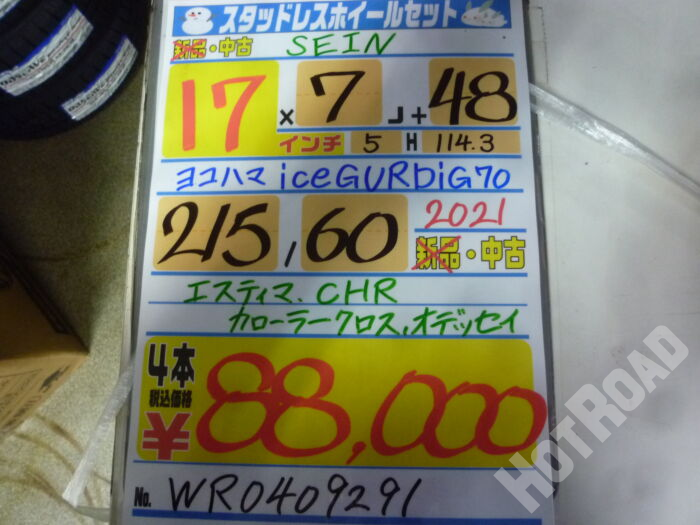 スタッドレスホイールセット
新品・中古 SEIN
17 × 7 J+48
インチ 5 H 114.3
ヨコハマ iceGURDiG70
215,60 2021
新品・中古
エスティマ、CHR
カローラークロス、オデッセイ
4本
税込価格
¥88,000
No. WR0409291
HOTROAD